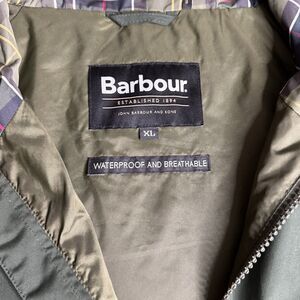 Barbour.
ESTABLISHED 1894
JOHN BARBOUR AND SONS
XL
WATERPROOF AND BREATHABLE